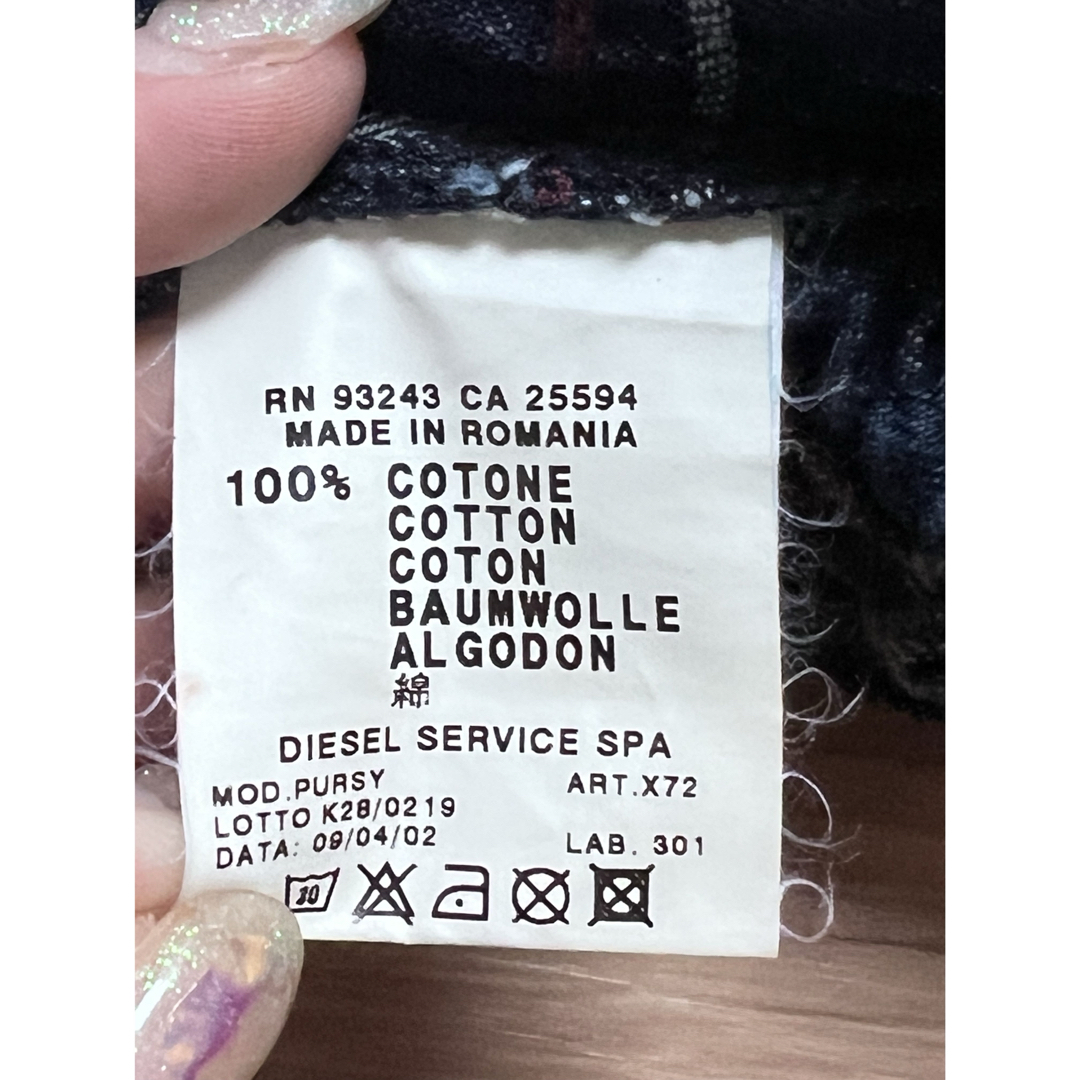 RN 93243 CA 25594
MADE IN ROMANIA
100% COTONE
COTTON
COTON
BAUMWOLLE
ALGODON
綿
DIESEL SERVICE SPA
MOD.PURSY ART.X72
LOTTO K28/0219
DATA: 09/04/02 LAB. 301
30